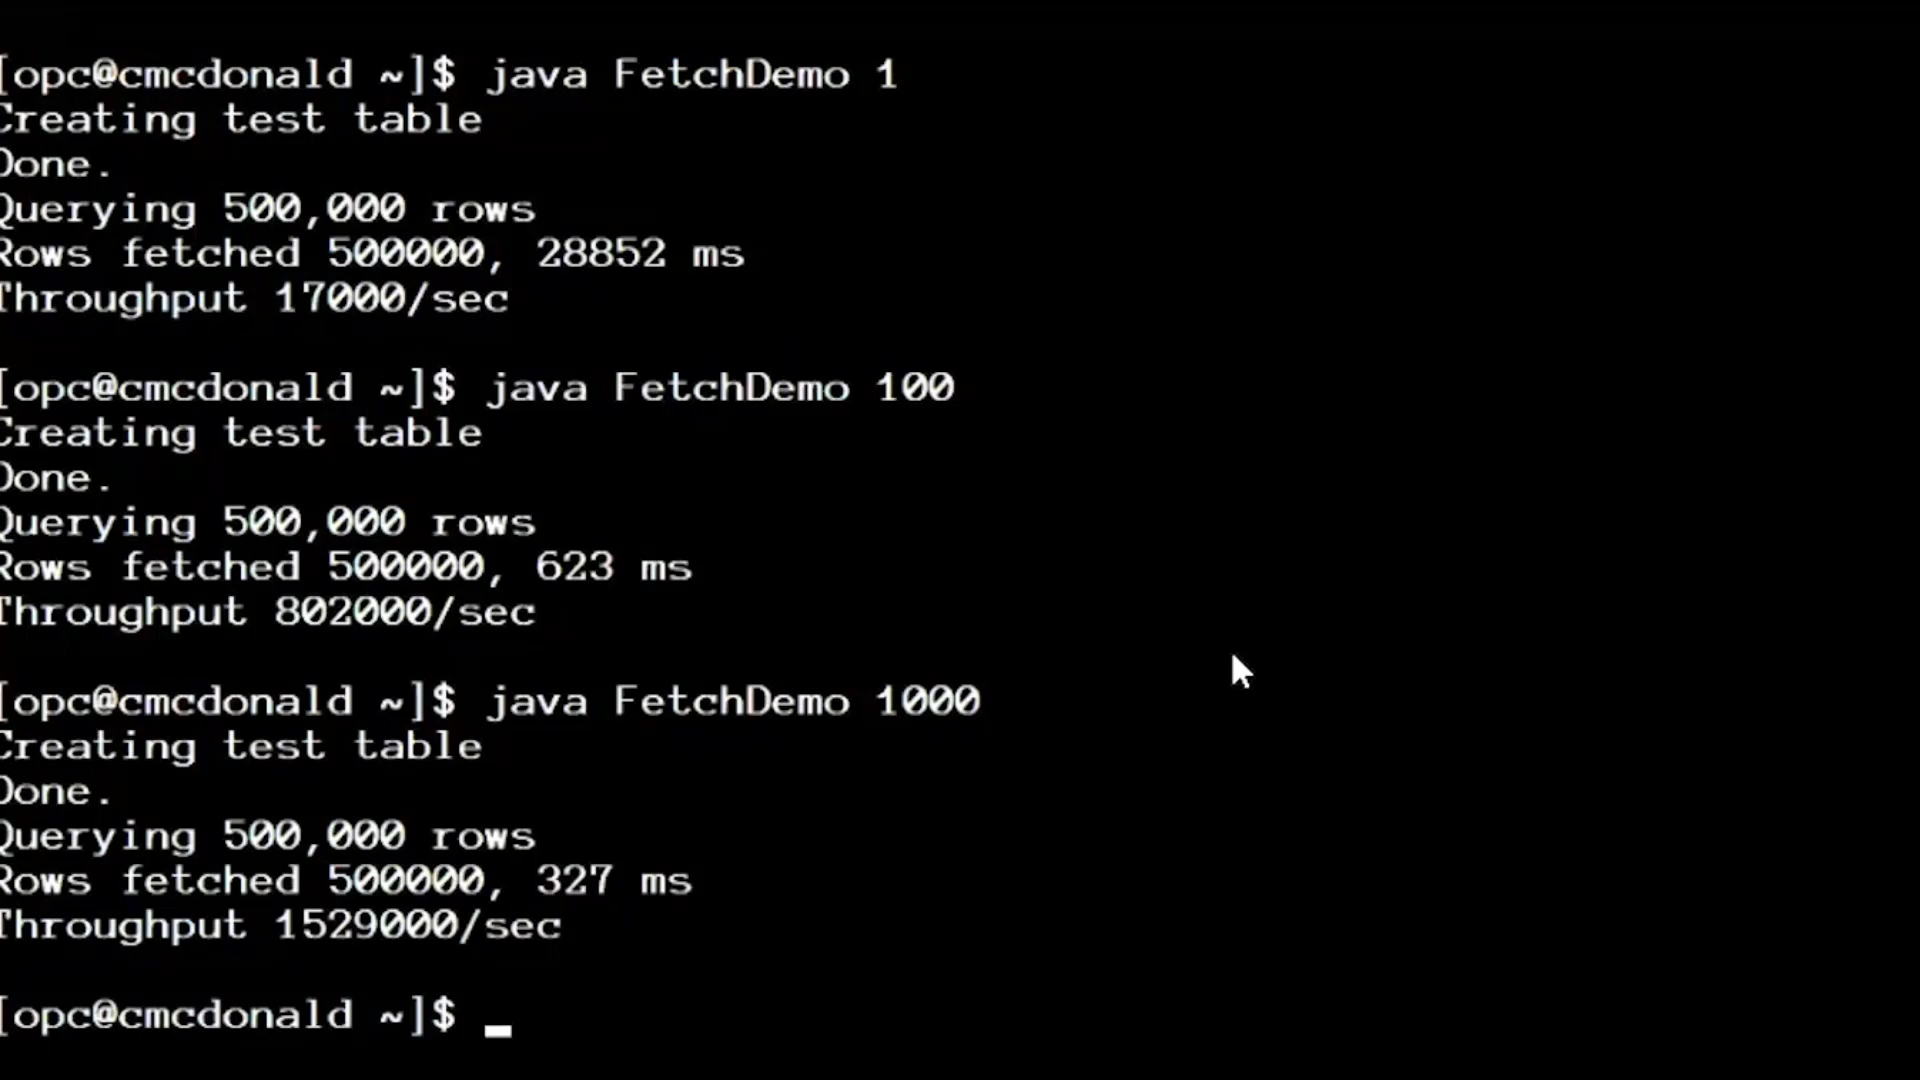 [opc@cmcdonald ~]$ java FetchDemo 1
Creating test table
Done.
Querying 500,000 rows
Rows fetched 500000, 28852 ms
Throughput 17000/sec
[opc@cmcdonald ~]$ java FetchDemo 100
Creating test table
Done.
Querying 500,000 rows
Rows fetched 500000, 623 ms
Throughput 802000/sec
[opc@cmcdonald ~]$ java FetchDemo 1000
Creating test table
Done.
Querying 500,000 rows
Rows fetched 500000, 327 ms
Throughput 1529000/sec
[opc@cmcdonald ~]$ _